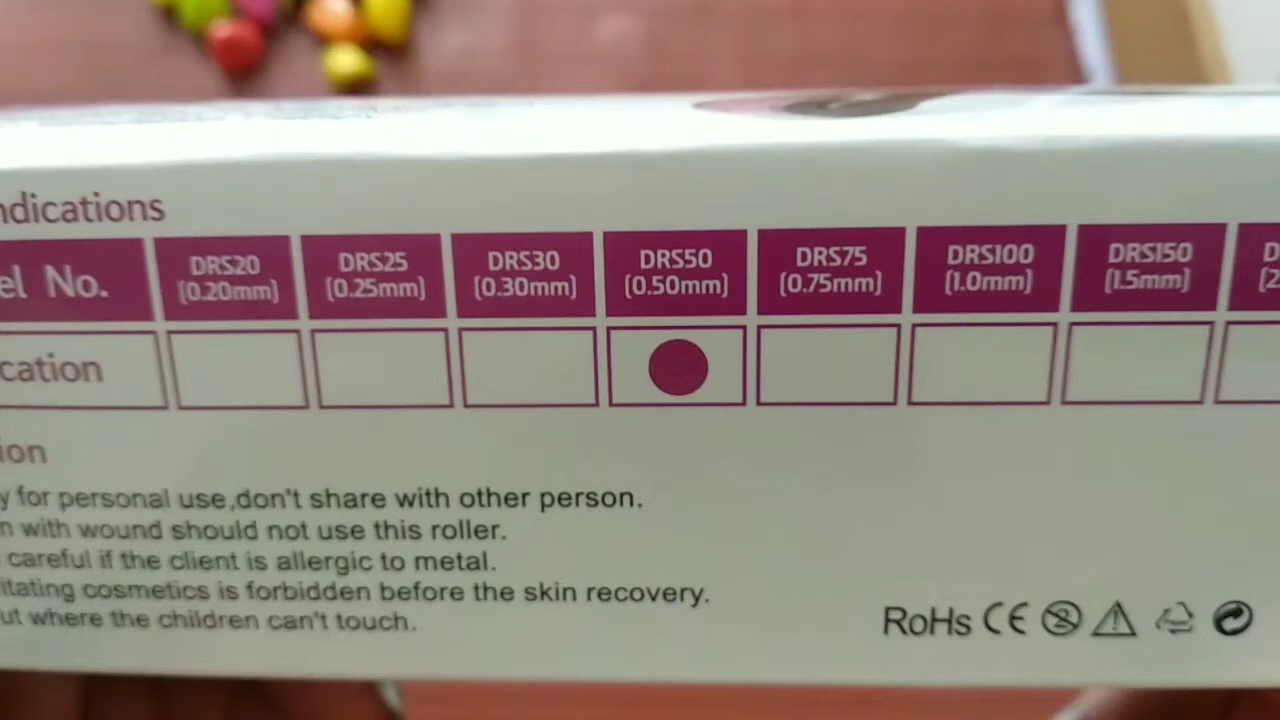 ndications
el No.
DRS20
(0.20mm)
DRS25
(0.25mm)
DRS30
(0.30mm)
DRS50
(0.50mm)
DRS75
(0.75mm)
DRS100
(1.0mm)
DRS150
(1.5mm)
D
(2
cation
ion
y for personal use,don't share with other person.
n with wound should not use this roller.
careful if the client is allergic to metal.
itating cosmetics is forbidden before the skin recovery.
ut where the children can't touch.
RoHs CE